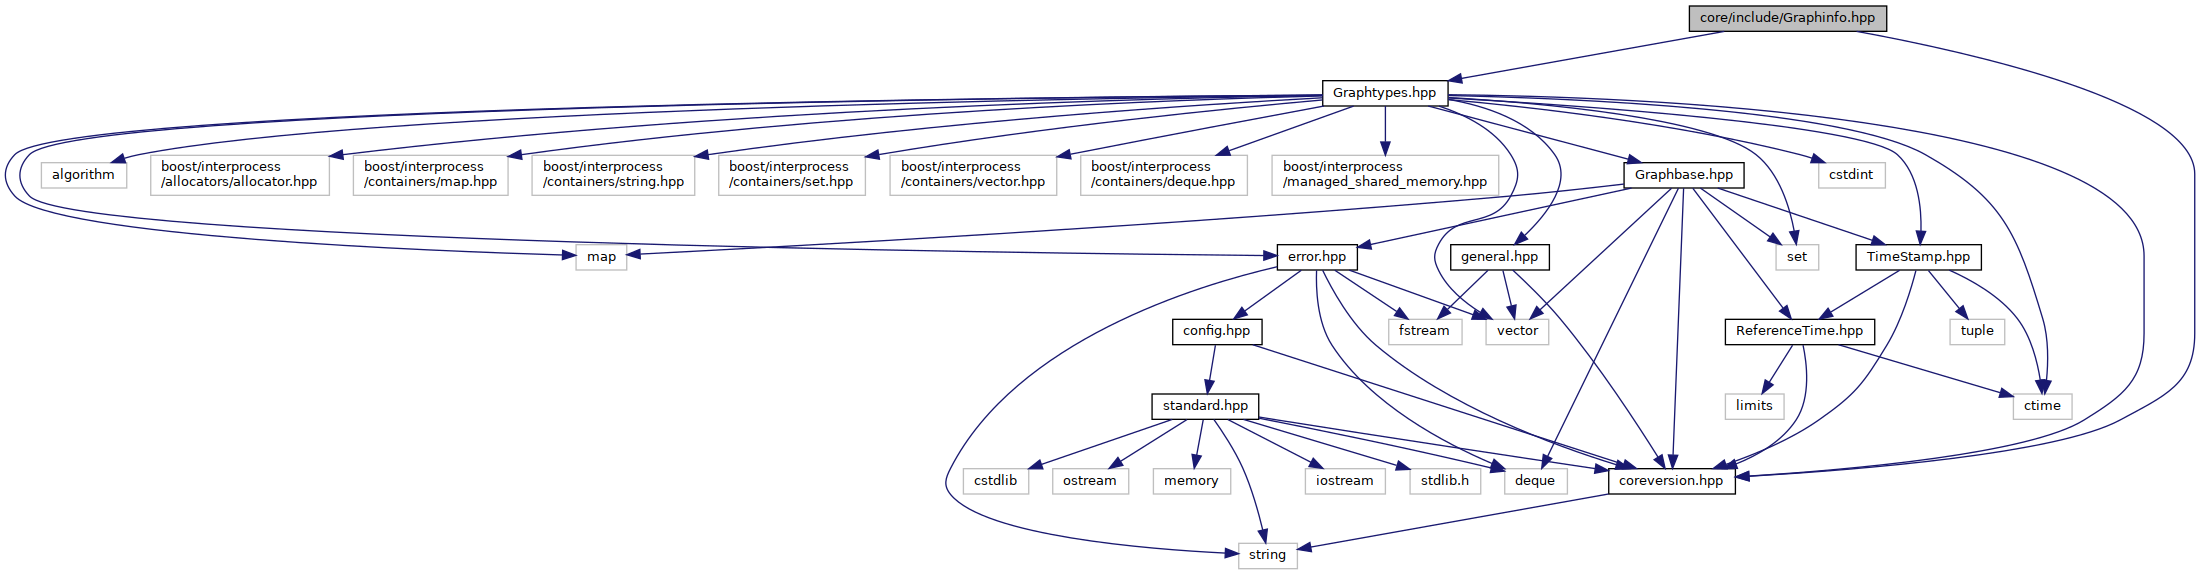 core/include/Graphinfo.hpp
Graphtypes.hpp
algorithm
boost/interprocess
/allocators/allocator.hpp
boost/interprocess
/containers/map.hpp
boost/interprocess
/containers/string.hpp
boost/interprocess
/containers/set.hpp
boost/interprocess
/containers/vector.hpp
boost/interprocess
/containers/deque.hpp
boost/interprocess
/managed_shared_memory.hpp
Graphbase.hpp
cstdint
map
error.hpp
general.hpp
set
TimeStamp.hpp
config.hpp
fstream
vector
ReferenceTime.hpp
tuple
standard.hpp
limits
ctime
cstdlib
ostream
memory
iostream
stdlib.h
deque
coreversion.hpp
string